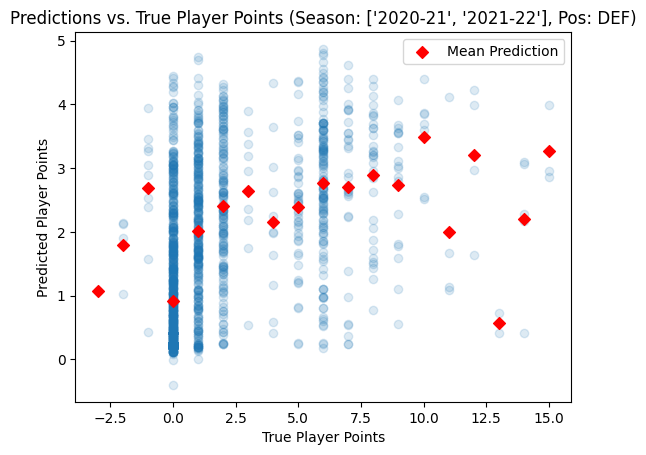 Predictions vs. True Player Points (Season: ['2020-21', '2021-22'], Pos: DEF)
Mean Prediction
5
4
3
2
1
0
Predicted Player Points
−2.5 0.0 2.5 5.0 7.5 10.0 12.5 15.0
True Player Points